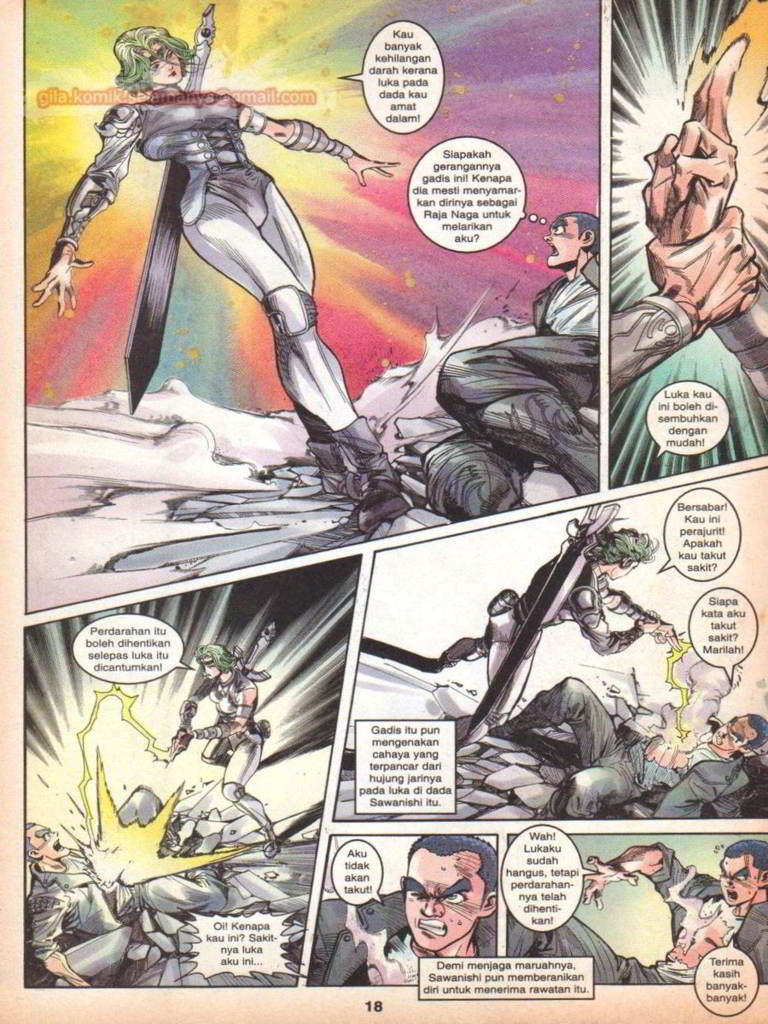 Kau
banyak
kehilangan
darah kerana
luka pada
dada kau
amat
dalam!
Siapakah
gerangannya
gadis ini! Kenapa
dia mesti menyamar-
kan dirinya sebagai
Raja Naga untuk
melarikan
aku?
Luka kau
ini boleh di-
sembuhkan
dengan
mudah!
Bersabar!
Kau ini
perajurit!
Apakah
kau takut
sakit?
Siapa
kata aku
takut
sakit?
Marilah!
Gadis itu pun
mengenakan
cahaya yang
terpancar dari
hujung jarinya
pada luka di dada
Sawanishi itu.
Perdarahan itu
boleh dihentikan
selepas luka itu
dicantumkan!
Oi! Kenapa
kau ini? Sakit-
nya luka
aku ini...
Aku
tidak
akan
takut!
Demi menjaga maruahnya,
Sawanishi pun memberanikan
diri untuk menerima rawatan itu.
Wah!
Lukaku
sudah
hangus, tetapi
perdarahan-
nya telah
dihenti-
kan!
Terima
kasih
banyak-
banyak!
18